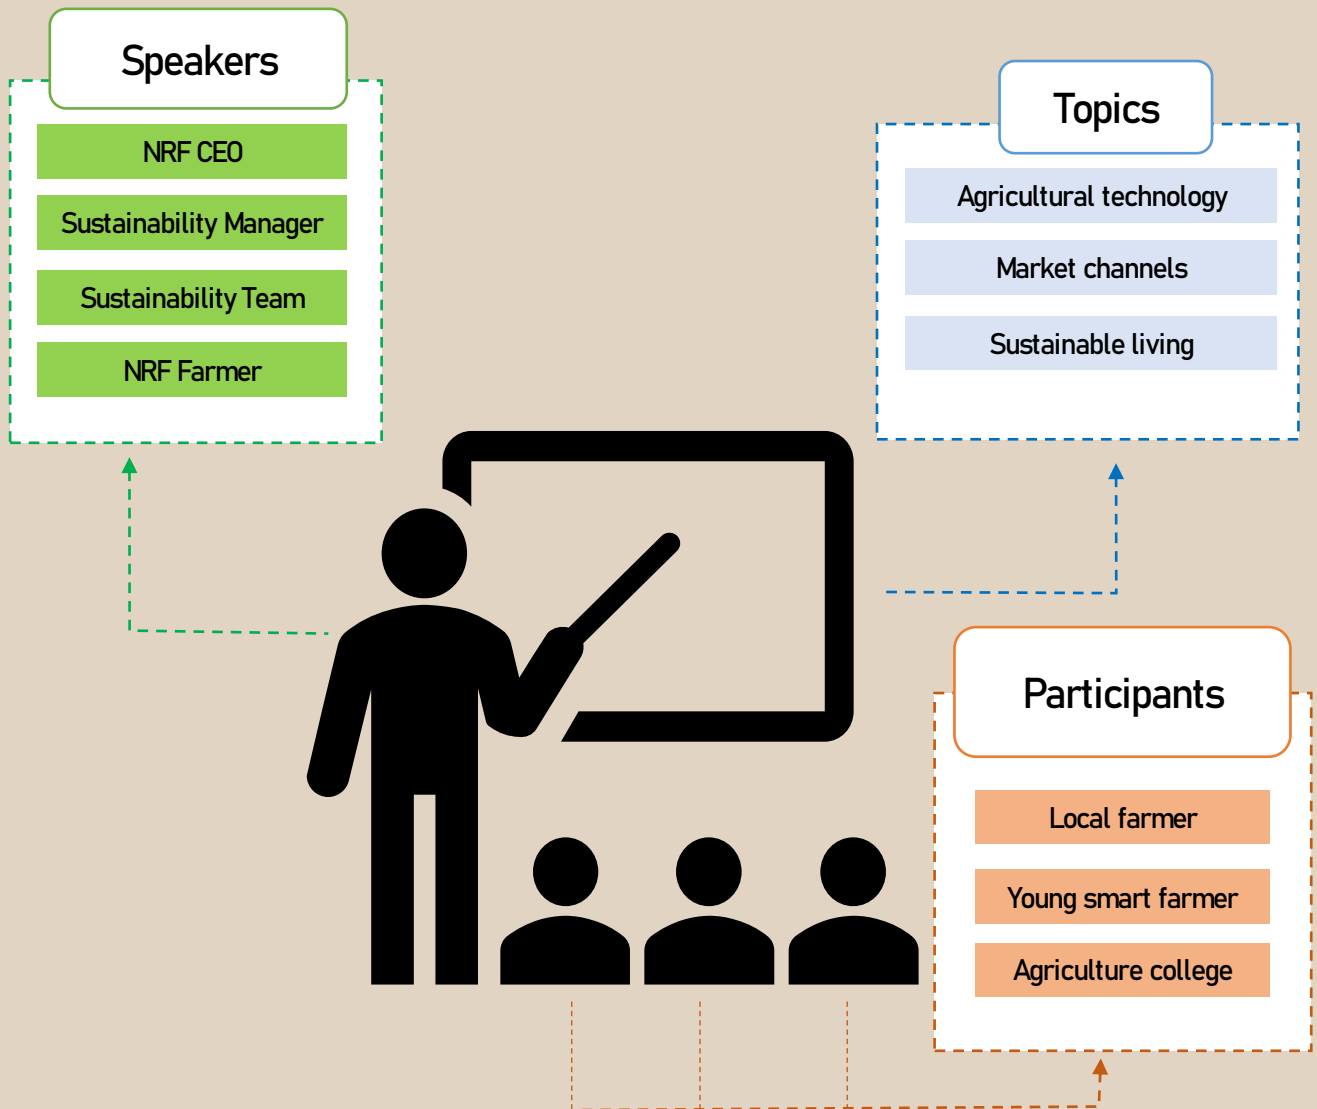 Speakers
NRF CEO
Sustainability Manager
Sustainability Team
NRF Farmer
Topics
Agricultural technology
Market channels
Sustainable living
Participants
Local farmer
Young smart farmer
Agriculture college